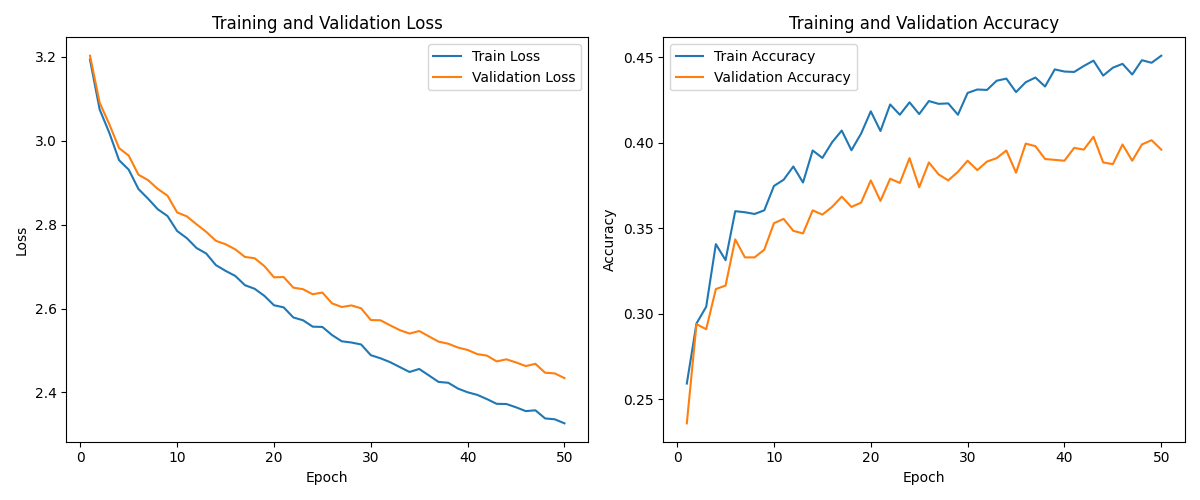 Training and Validation Loss
Train Loss
Validation Loss
3.2
3.0
2.8
2.6
2.4
Loss
0 10 20 30 40 50
Epoch
Training and Validation Accuracy
Train Accuracy
Validation Accuracy
0.45
0.40
0.35
0.30
0.25
Accuracy
0 10 20 30 40 50
Epoch